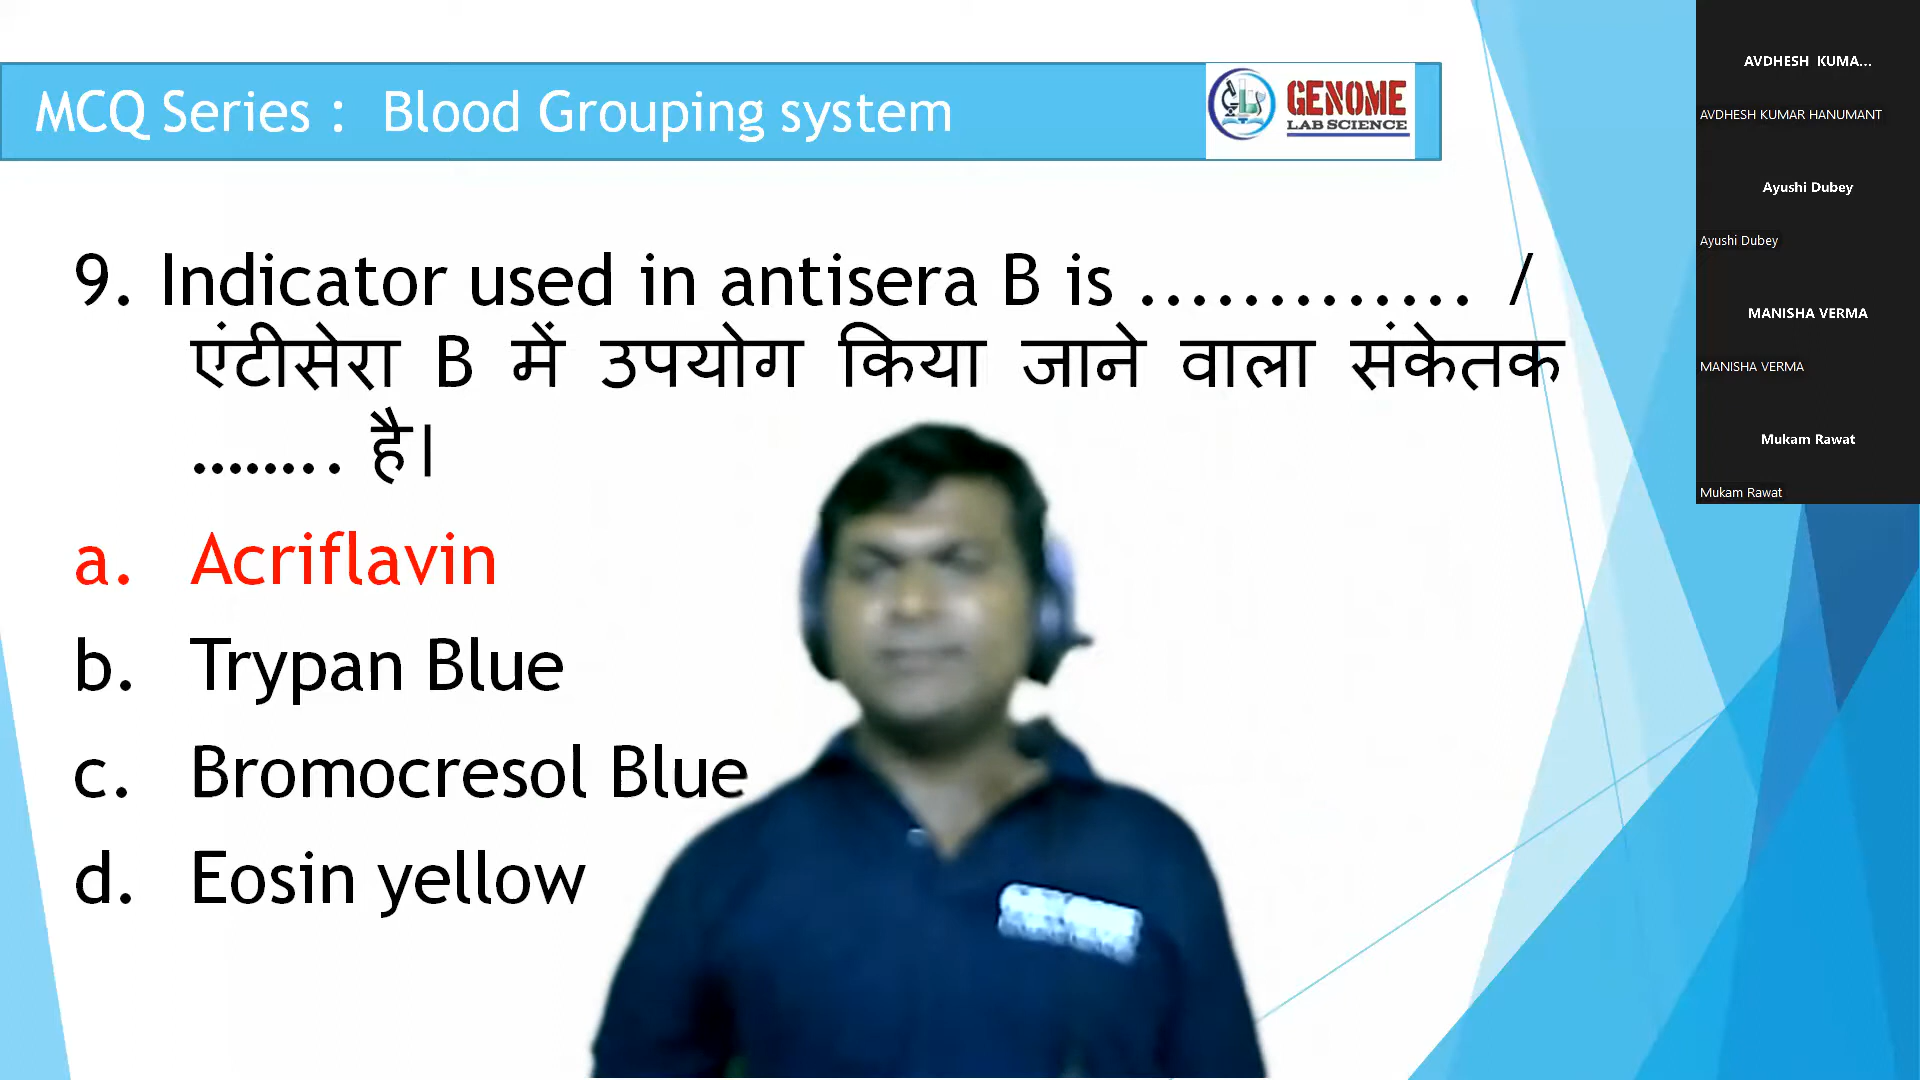 MCQ Series : Blood Grouping system
GENOME
LAB SCIENCE
9. Indicator used in antisera B is ............. /
एंटीसेरा B में उपयोग किया जाने वाला संकेतक
........ है।
a. Acriflavin
b. Trypan Blue
c. Bromocresol Blue
d. Eosin yellow
AVDHESH KUMA...
AVDHESH KUMAR HANUMANT
Ayushi Dubey
Ayushi Dubey
MANISHA VERMA
MANISHA VERMA
Mukam Rawat
Mukam Rawat